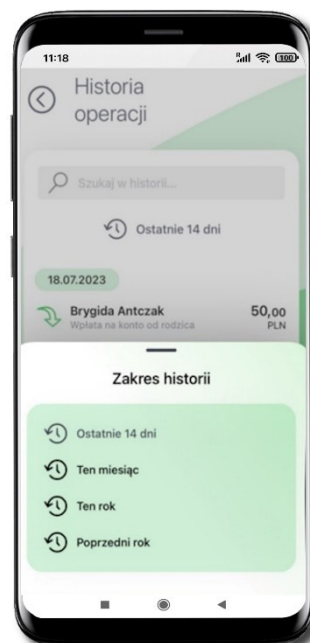 11:18
R
100
Historia
operacji
Szukaj w historii...
Ostatnie 14 dni
18.07.2023
Brygida Antczak
50,00
Wpłata na konto od rodzica
PLN
Zakres historii
Ostatnie 14 dni
Ten miesiąc
Ten rok
Poprzedni rok